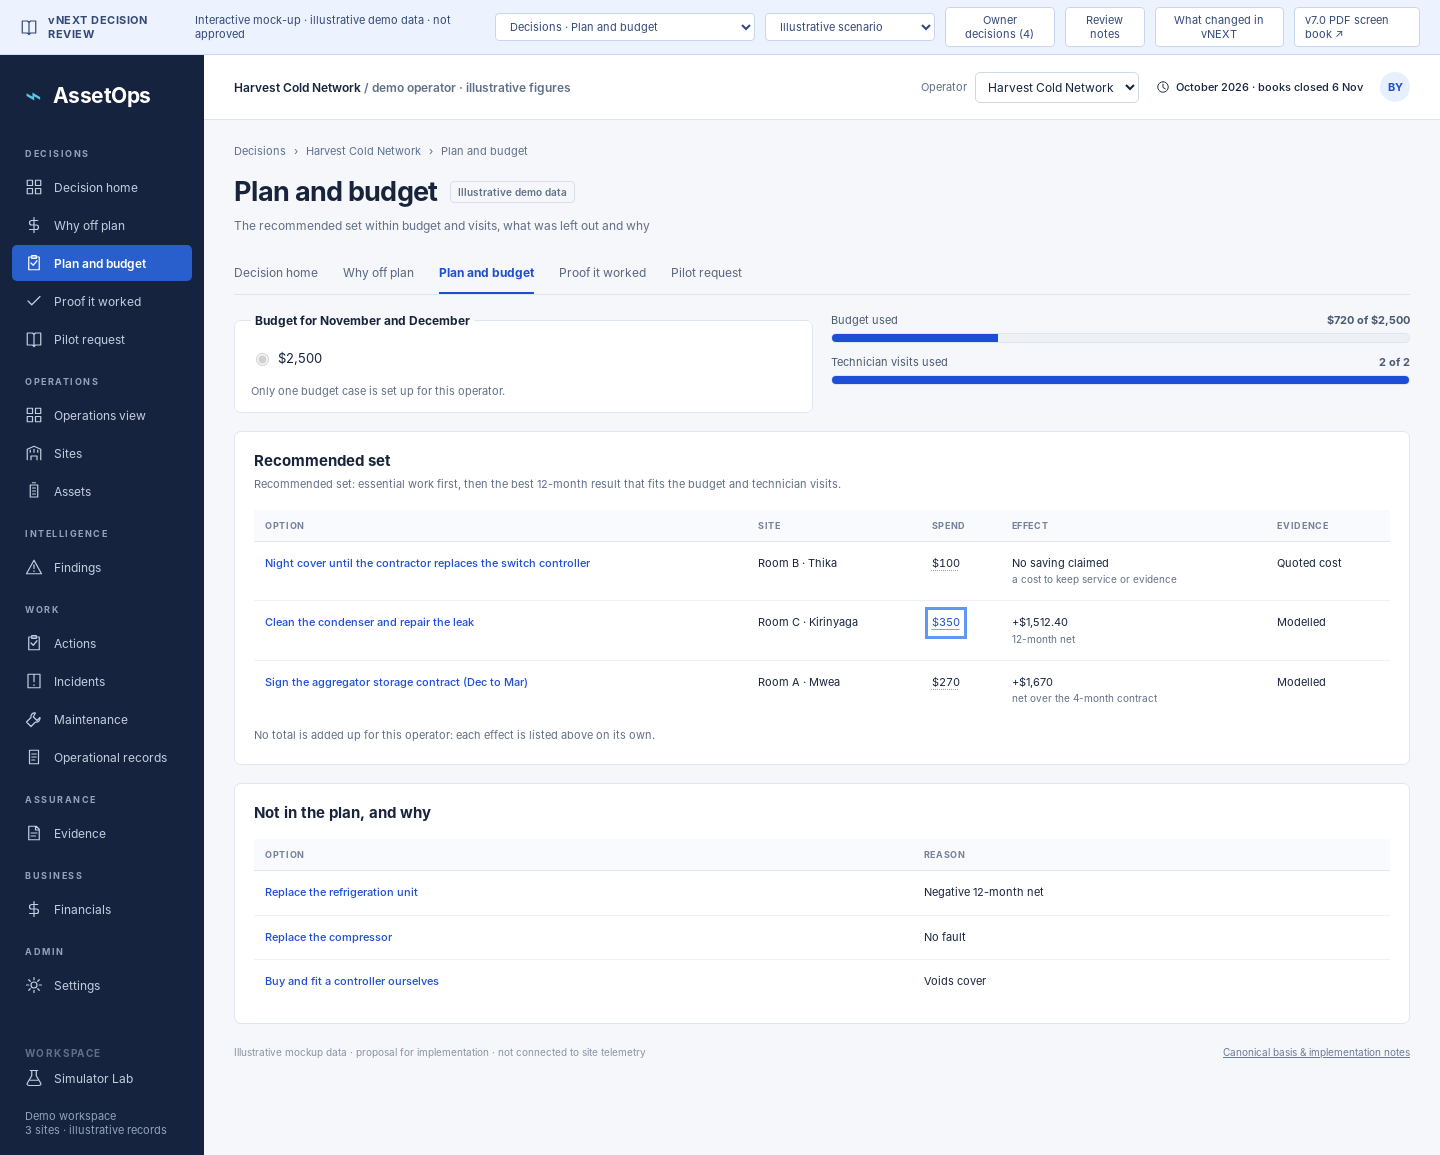 vNEXT DECISION REVIEW
Interactive mock-up · illustrative demo data · not approved
Decisions · Plan and budget
Illustrative scenario
Owner decisions (4)
Review notes
What changed in vNEXT
v7.0 PDF screen book ↗
AssetOps
Harvest Cold Network / demo operator · illustrative figures
Operator
Harvest Cold Network
October 2026 · books closed 6 Nov
BY
DECISIONS
Decision home
Why off plan
Plan and budget
Proof it worked
Pilot request
OPERATIONS
Operations view
Sites
Assets
INTELLIGENCE
Findings
WORK
Actions
Incidents
Maintenance
Operational records
ASSURANCE
Evidence
BUSINESS
Financials
ADMIN
Settings
WORKSPACE
Simulator Lab
Demo workspace
3 sites · illustrative records
Decisions › Harvest Cold Network › Plan and budget
Plan and budget
Illustrative demo data
The recommended set within budget and visits, what was left out and why
Decision home Why off plan Plan and budget Proof it worked Pilot request
Budget for November and December
$2,500
Only one budget case is set up for this operator.
Budget used $720 of $2,500
Technician visits used 2 of 2
Recommended set
Recommended set: essential work first, then the best 12-month result that fits the budget and technician visits.
OPTION SITE SPEND EFFECT EVIDENCE
Night cover until the contractor replaces the switch controller Room B · Thika $100 No saving claimed Quoted cost
a cost to keep service or evidence
Clean the condenser and repair the leak Room C · Kirinyaga $350 +$1,512.40 Modelled
12-month net
Sign the aggregator storage contract (Dec to Mar) Room A · Mwea $270 +$1,670 Modelled
net over the 4-month contract
No total is added up for this operator: each effect is listed above on its own.
Not in the plan, and why
OPTION REASON
Replace the refrigeration unit Negative 12-month net
Replace the compressor No fault
Buy and fit a controller ourselves Voids cover
Illustrative mockup data · proposal for implementation · not connected to site telemetry
Canonical basis & implementation notes